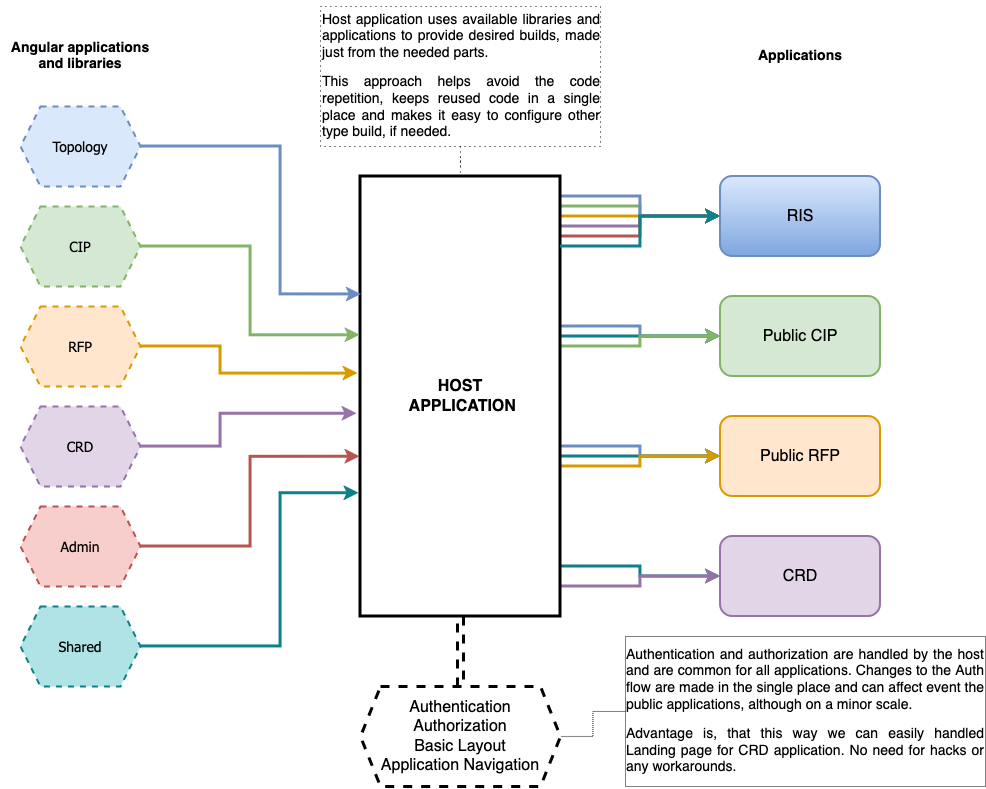 Angular applications
and libraries
Host application uses available libraries and
applications to provide desired builds, made
just from the needed parts.
This approach helps avoid the code
repetition, keeps reused code in a single
place and makes it easy to configure other
type build, if needed.
Applications
Topology
CIP
RFP
CRD
Admin
Shared
HOST
APPLICATION
RIS
Public CIP
Public RFP
CRD
Authentication
Authorization
Basic Layout
Application Navigation
Authentication and authorization are handled by the host
and are common for all applications. Changes to the Auth
flow are made in the single place and can affect event the
public applications, although on a minor scale.
Advantage is, that this way we can easily handled
Landing page for CRD application. No need for hacks or
any workarounds.